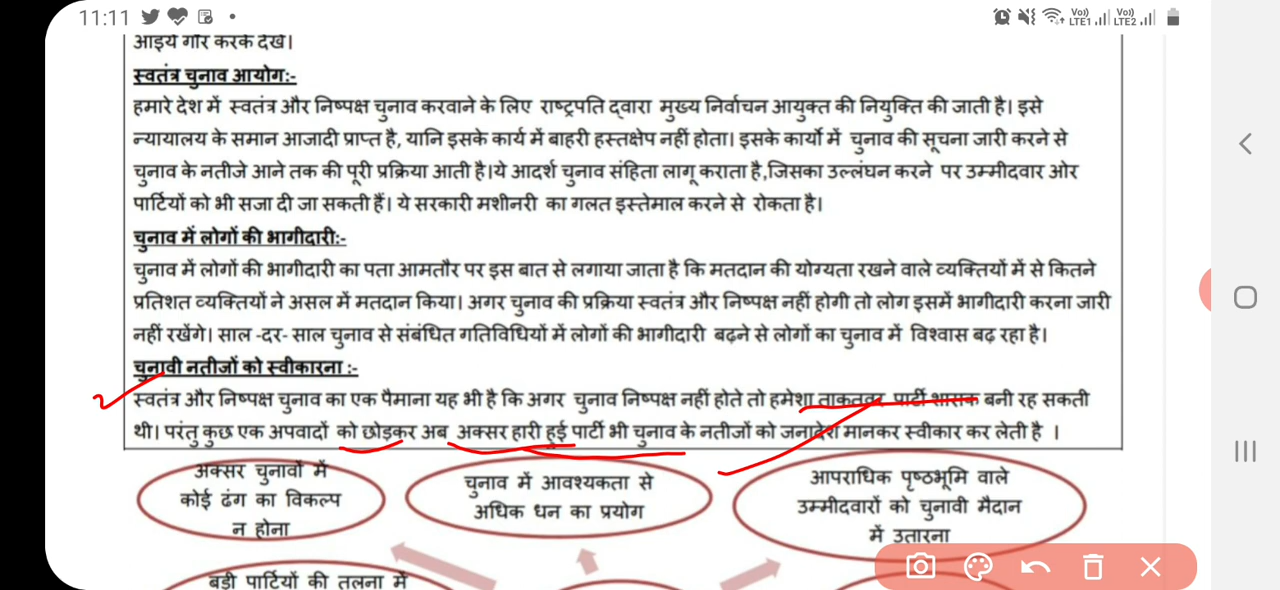 11:11
Vo)) LTE1 Vo)) LTE2
आइये गौर करके देखें।
स्वतंत्र चुनाव आयोग:-
हमारे देश में स्वतंत्र और निष्पक्ष चुनाव करवाने के लिए राष्ट्रपति द्वारा मुख्य निर्वाचन आयुक्त की नियुक्ति की जाती है। इसे
न्यायालय के समान आजादी प्राप्त है, यानि इसके कार्य में बाहरी हस्तक्षेप नहीं होता। इसके कार्यो में चुनाव की सूचना जारी करने से
चुनाव के नतीजे आने तक की पूरी प्रक्रिया आती है।ये आदर्श चुनाव संहिता लागू कराता है,जिसका उल्लंघन करने पर उम्मीदवार ओर
पार्टियों को भी सजा दी जा सकती हैं। ये सरकारी मशीनरी का गलत इस्तेमाल करने से रोकता है।
चुनाव में लोगों की भागीदारी:-
चुनाव में लोगों की भागीदारी का पता आमतौर पर इस बात से लगाया जाता है कि मतदान की योग्यता रखने वाले व्यक्तियों में से कितने
प्रतिशत व्यक्तियों ने असल में मतदान किया। अगर चुनाव की प्रक्रिया स्वतंत्र और निष्पक्ष नहीं होगी तो लोग इसमें भागीदारी करना जारी
नहीं रखेंगे। साल -दर- साल चुनाव से संबंधित गतिविधियों में लोगों की भागीदारी बढ़ने से लोगों का चुनाव में विश्वास बढ़ रहा है।
चुनावी नतीजों को स्वीकारना :-
स्वतंत्र और निष्पक्ष चुनाव का एक पैमाना यह भी है कि अगर चुनाव निष्पक्ष नहीं होते तो हमेशा ताकतवर पार्टी शासक बनी रह सकती
थी। परंतु कुछ एक अपवादों को छोड़कर अब अक्सर हारी हुई पार्टी भी चुनाव के नतीजों को जनादेश मानकर स्वीकार कर लेती है ।
अक्सर चुनावों में
कोई ढंग का विकल्प
न होना
चुनाव में आवश्यकता से
अधिक धन का प्रयोग
आपराधिक पृष्ठभूमि वाले
उम्मीदवारों को चुनावी मैदान
में उतारना
बड़ी पार्टियों की तलना में